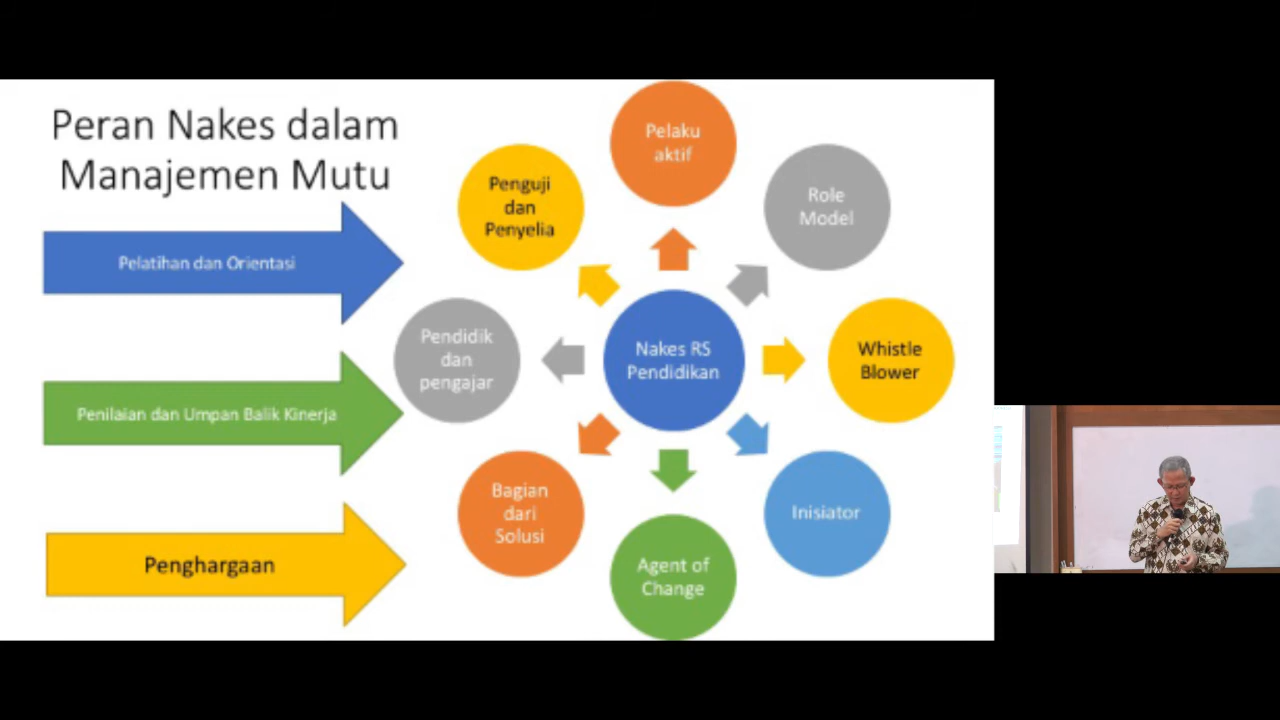 Peran Nakes dalam
Manajemen Mutu
Pelatihan dan Orientasi
Penilaian dan Umpan Balik Kinerja
Penghargaan
Nakes RS
Pendidikan
Pelaku
aktif
Role
Model
Whistle
Blower
Inisiator
Agent of
Change
Bagian
dari
Solusi
Pendidik
dan
pengajar
Penguji
dan
Penyelia